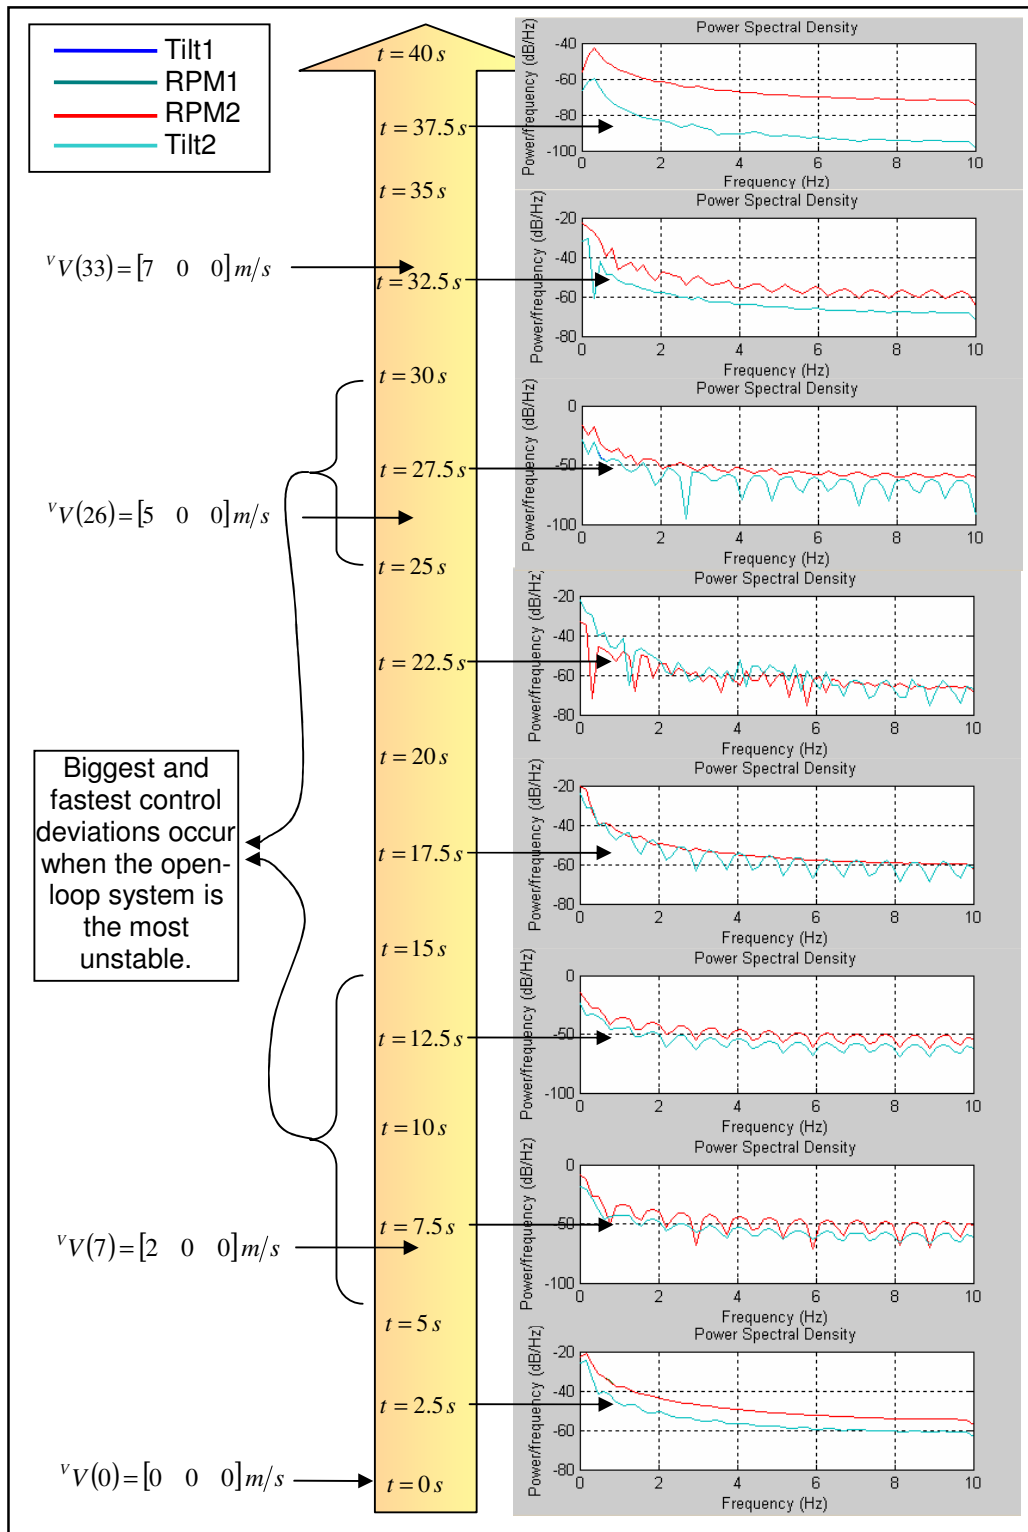 Tilt1
RPM1
RPM2
Tilt2
t = 40 s
t = 37.5 s
t = 35 s
t = 32.5 s
t = 30 s
t = 27.5 s
t = 25 s
t = 22.5 s
t = 20 s
t = 17.5 s
t = 15 s
t = 12.5 s
t = 10 s
t = 7.5 s
t = 5 s
t = 2.5 s
t = 0 s
ᵛV(33) = [7 0 0] m/s
ᵛV(26) = [5 0 0] m/s
Biggest and
fastest control
deviations occur
when the open-
loop system is
the most
unstable.
ᵛV(7) = [2 0 0] m/s
ᵛV(0) = [0 0 0] m/s
Power Spectral Density
Power/frequency (dB/Hz)
-40
-60
-80
-100
0 2 4 6 8 10
Frequency (Hz)
Power Spectral Density
Power/frequency (dB/Hz)
-20
-40
-60
-80
0 2 4 6 8 10
Frequency (Hz)
Power Spectral Density
Power/frequency (dB/Hz)
0
-50
-100
0 2 4 6 8 10
Frequency (Hz)
Power Spectral Density
Power/frequency (dB/Hz)
-20
-40
-60
-80
0 2 4 6 8 10
Frequency (Hz)
Power Spectral Density
Power/frequency (dB/Hz)
-20
-40
-60
-80
0 2 4 6 8 10
Frequency (Hz)
Power Spectral Density
Power/frequency (dB/Hz)
0
-50
-100
0 2 4 6 8 10
Frequency (Hz)
Power Spectral Density
Power/frequency (dB/Hz)
0
-50
-100
0 2 4 6 8 10
Frequency (Hz)
Power Spectral Density
Power/frequency (dB/Hz)
-20
-40
-60
-80
0 2 4 6 8 10
Frequency (Hz)